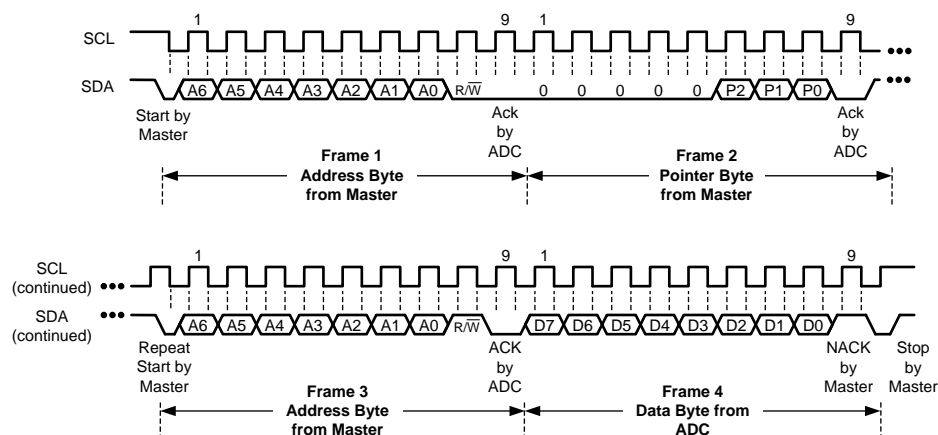 1 9 1 9
SCL
SDA A6 A5 A4 A3 A2 A1 A0 R/W̅ 0 0 0 0 0 P2 P1 P0
Start by
Master
Ack
by
ADC
Ack
by
ADC
Frame 1
Address Byte
from Master
Frame 2
Pointer Byte
from Master
1 9 1 9
SCL
(continued)
SDA
(continued)
A6 A5 A4 A3 A2 A1 A0 R/W̅ D7 D6 D5 D4 D3 D2 D1 D0
Repeat
Start by
Master
ACK
by
ADC
NACK
by
Master
Stop
by
Master
Frame 3
Address Byte
from Master
Frame 4
Data Byte from
ADC